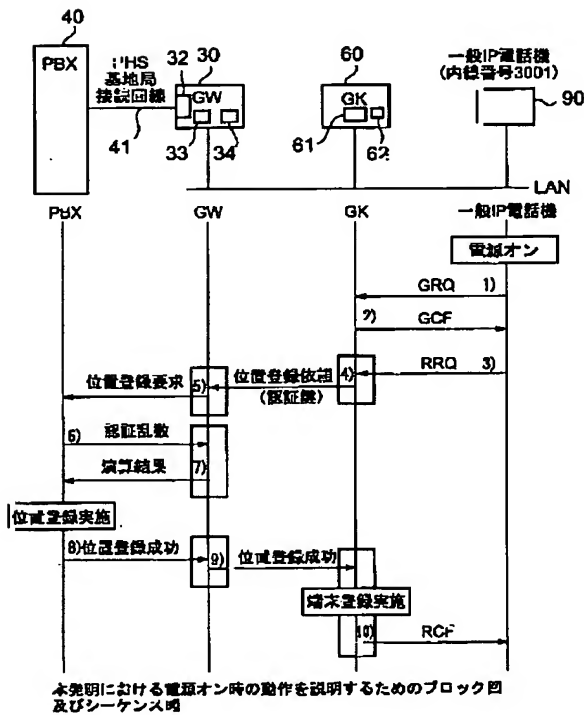 40
PBX
PHS
基地局
接続回線
41
32
30
GW
33
34
60
GK
61
62
一般IP電話機
(内線番号3001)
90
LAN
PBX
GW
GK
一般IP電話機
電源オン
GRQ 1)
2) GCF
RRQ 3)
位置登録依頼
(認証鍵)
4)
位置登録要求
5)
6) 認証乱数
演算結果
7)
位置登録実施
8)位置登録成功
9)
位置登録成功
端末登録実施
10) RCF
本発明における電源オン時の動作を説明するためのブロック図
及びシーケンス図